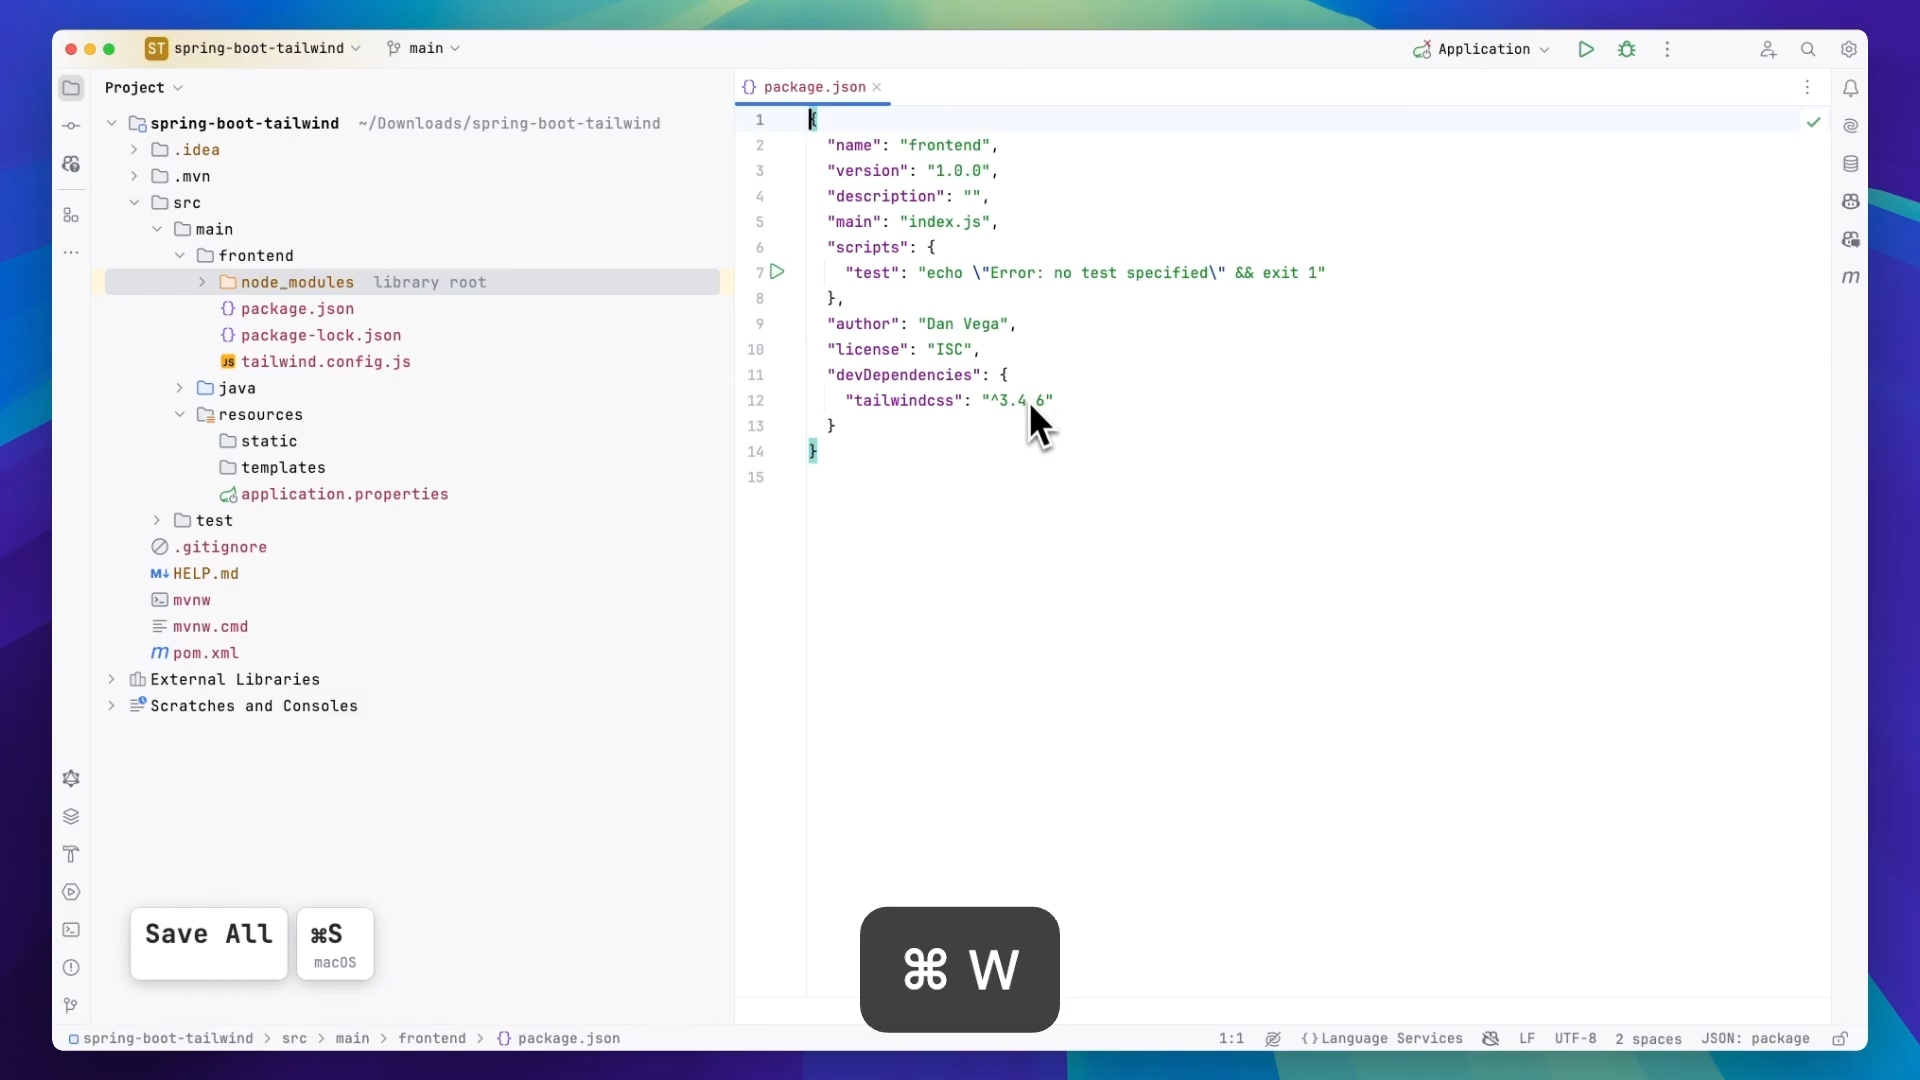 ST spring-boot-tailwind main Application
Project
package.json
spring-boot-tailwind ~/Downloads/spring-boot-tailwind
.idea
.mvn
src
main
frontend
node_modules library root
package.json
package-lock.json
JS tailwind.config.js
java
resources
static
templates
application.properties
test
.gitignore
M↓ HELP.md
mvnw
mvnw.cmd
m pom.xml
External Libraries
Scratches and Consoles
1 {
2 "name": "frontend",
3 "version": "1.0.0",
4 "description": "",
5 "main": "index.js",
6 "scripts": {
7 "test": "echo \"Error: no test specified\" && exit 1"
8 },
9 "author": "Dan Vega",
10 "license": "ISC",
11 "devDependencies": {
12 "tailwindcss": "^3.4.6"
13 }
14 }
15
m
Save All ⌘S
macOS
⌘ W
spring-boot-tailwind > src > main > frontend > {} package.json 1:1 {} Language Services LF UTF-8 2 spaces JSON: package